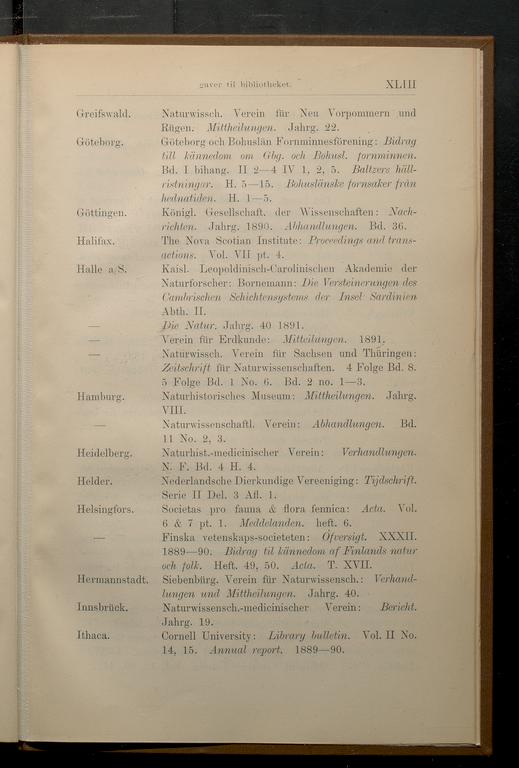 gaver til bibliotheket. XLIII
Greifswald. Naturwissch. Verein für Neu Vorpommern und
Rügen. Mittheilungen. Jahrg. 22.
Göteborg. Göteborg och Bohuslän Fornminnesförening: Bidrag
till kännedom om Gbg. och Bohusl. fornminnen.
Bd. I bihang. II 2—4 IV 1, 2, 5. Baltzers häll-
ristningar. H. 5—15. Bohuslänske fornsaker från
hednatiden. H. 1—5.
Göttingen. Königl. Gesellschaft. der Wissenschaften: Nach-
richten. Jahrg. 1890. Abhandlungen. Bd. 36.
Halifax. The Nova Scotian Institute: Proceedings and trans-
actions. Vol. VII pt. 4.
Halle a/S. Kaisl. Leopoldinisch-Carolinischen Akademie der
Naturforscher: Bornemann: Die Versteinerungen des
Cambrischen Schichtensystems der Insel Sardinien
Abth. II.
— Die Natur. Jahrg. 40 1891.
— Verein für Erdkunde: Mitteilungen. 1891.
— Naturwissch. Verein für Sachsen und Thüringen:
Zeitschrift für Naturwissenschaften. 4 Folge Bd. 8.
5 Folge Bd. 1 No. 6. Bd. 2 no. 1—3.
Hamburg. Naturhistorisches Museum: Mittheilungen. Jahrg.
VIII.
— Naturwissenschaftl. Verein: Abhandlungen. Bd.
11 No. 2, 3.
Heidelberg. Naturhist.-medicinischer Verein: Verhandlungen.
N. F. Bd. 4 H. 4.
Helder. Nederlandsche Dierkundige Vereeniging: Tijdschrift.
Serie II Del. 3 Afl. 1.
Helsingfors. Societas pro fauna & flora fennica: Acta. Vol.
6 & 7 pt. 1. Meddelanden. heft. 6.
— Finska vetenskaps-societeten: Öfversigt. XXXII.
1889—90. Bidrag til kännedom af Finlands natur
och folk. Heft. 49, 50. Acta. T. XVII.
Hermannstadt. Siebenbürg. Verein für Naturwissensch.: Verhand-
lungen und Mittheilungen. Jahrg. 40.
Innsbrück. Naturwissensch.-medicinischer Verein: Bericht.
Jahrg. 19.
Ithaca. Cornell University: Library bulletin. Vol. II No.
14, 15. Annual report. 1889—90.